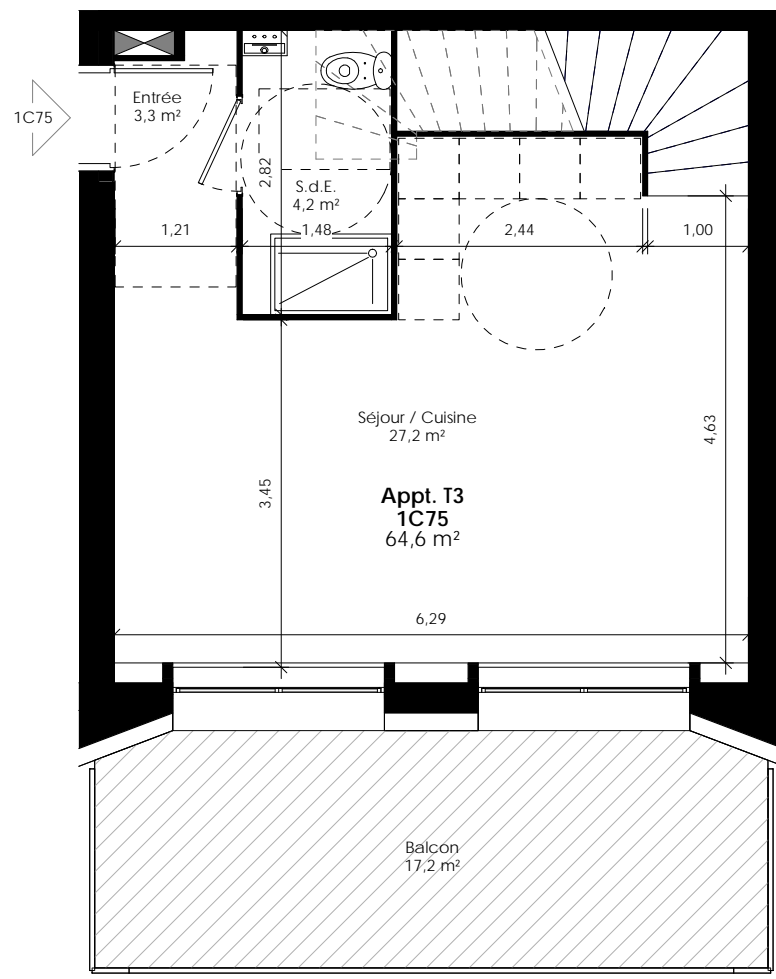 1C75
Entrée
3,3 m²
2,82
S.d.E.
4,2 m²
1,21
1,48
2,44
1,00
Séjour / Cuisine
27,2 m²
4,63
3,45
Appt. T3
1C75
64,6 m²
6,29
Balcon
17,2 m²